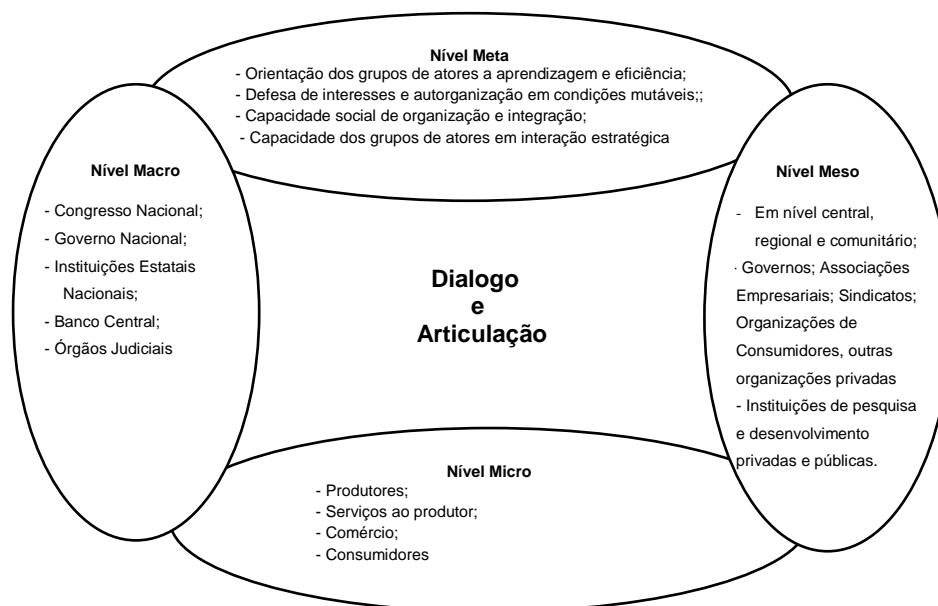 Nível Meta
- Orientação dos grupos de atores a aprendizagem e eficiência;
- Defesa de interesses e autorganização em condições mutáveis;;
- Capacidade social de organização e integração;
- Capacidade dos grupos de atores em interação estratégica
Nível Macro
- Congresso Nacional;
- Governo Nacional;
- Instituições Estatais
Nacionais;
- Banco Central;
- Órgãos Judiciais
Dialogo
e
Articulação
Nível Meso
- Em nível central,
regional e comunitário;
- Governos; Associações
Empresariais; Sindicatos;
Organizações de
Consumidores, outras
organizações privadas
- Instituições de pesquisa
e desenvolvimento
privadas e públicas.
Nível Micro
- Produtores;
- Serviços ao produtor;
- Comércio;
- Consumidores